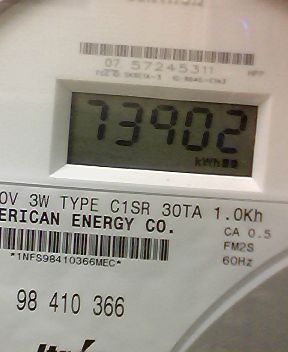 07 57245311
73902
kWh
0V 3W TYPE C1SR 30TA 1.0Kh
ERICAN ENERGY CO.
CA 0.5
FM2S
*1NFS98410366MEC*
60Hz
98 410 366